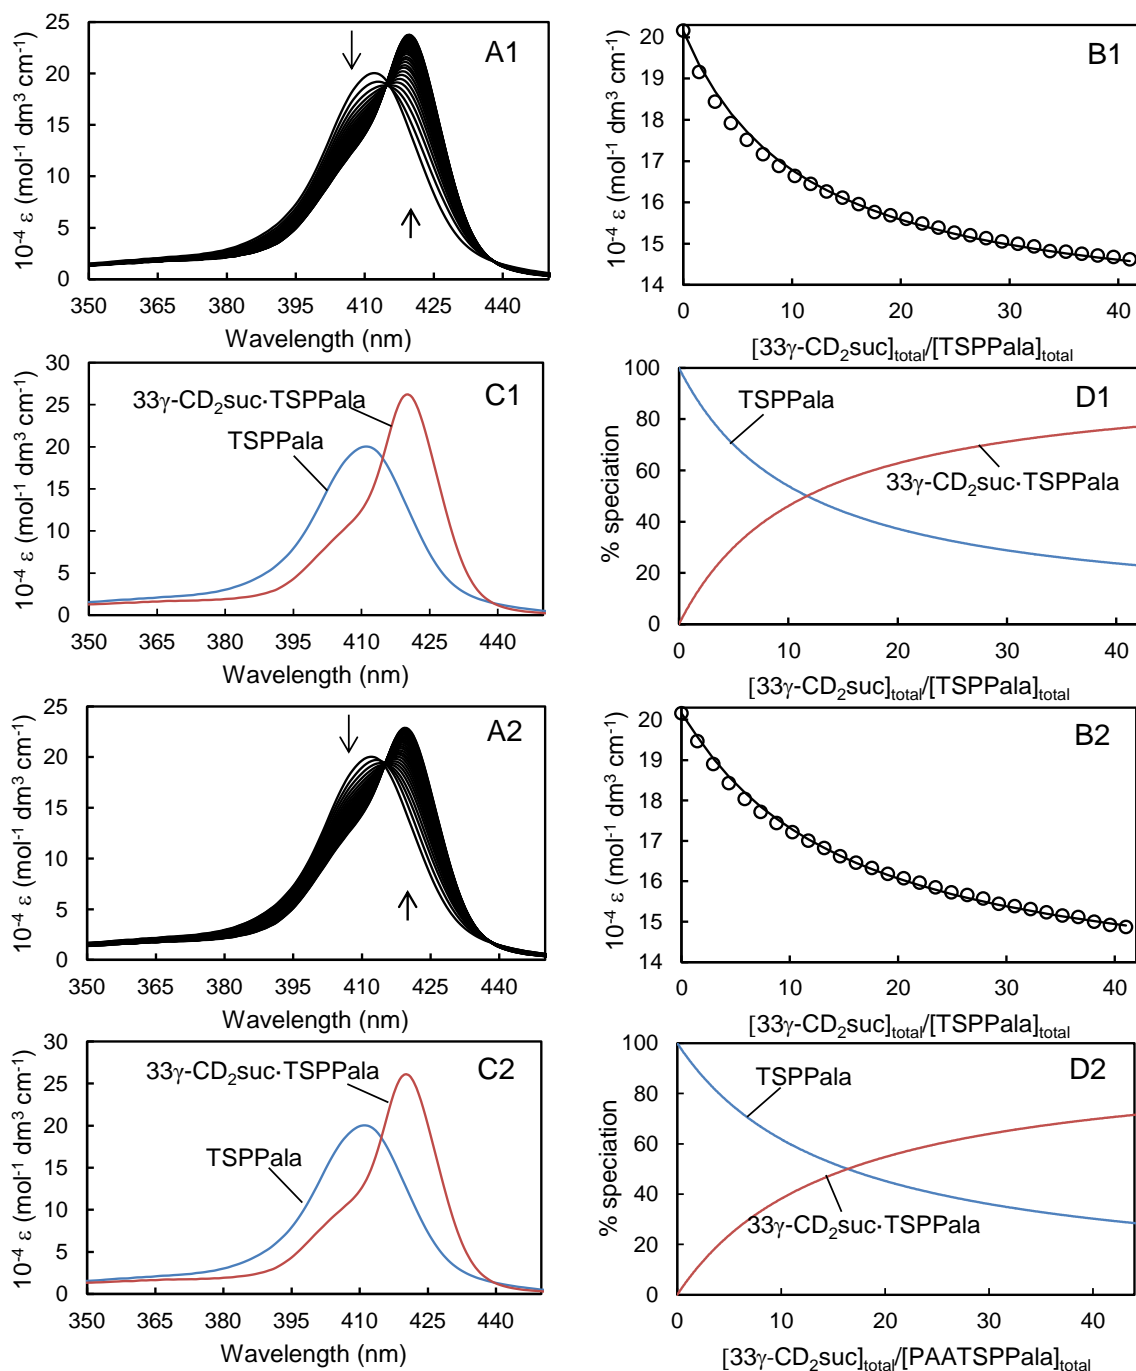 A1
10⁻⁴ ε (mol⁻¹ dm³ cm⁻¹)
25
20
15
10
5
0
350 365 380 395 410 425 440
Wavelength (nm)
B1
10⁻⁴ ε (mol⁻¹ dm³ cm⁻¹)
20
19
18
17
16
15
14
0 10 20 30 40
[33γ-CD₂suc]total/[TSPPala]total
C1
33γ-CD₂suc·TSPPala
TSPPala
10⁻⁴ ε (mol⁻¹ dm³ cm⁻¹)
30
25
20
15
10
5
0
350 365 380 395 410 425 440
Wavelength (nm)
D1
TSPPala
33γ-CD₂suc·TSPPala
% speciation
100
80
60
40
20
0
0 10 20 30 40
[33γ-CD₂suc]total/[TSPPala]total
A2
10⁻⁴ ε (mol⁻¹ dm³ cm⁻¹)
25
20
15
10
5
0
350 365 380 395 410 425 440
Wavelength (nm)
B2
10⁻⁴ ε (mol⁻¹ dm³ cm⁻¹)
20
19
18
17
16
15
14
0 10 20 30 40
[33γ-CD₂suc]total/[TSPPala]total
C2
33γ-CD₂suc·TSPPala
TSPPala
10⁻⁴ ε (mol⁻¹ dm³ cm⁻¹)
30
25
20
15
10
5
0
350 365 380 395 410 425 440
Wavelength (nm)
D2
TSPPala
33γ-CD₂suc·TSPPala
% speciation
100
80
60
40
20
0
0 10 20 30 40
[33γ-CD₂suc]total/[PAATSPPala]total